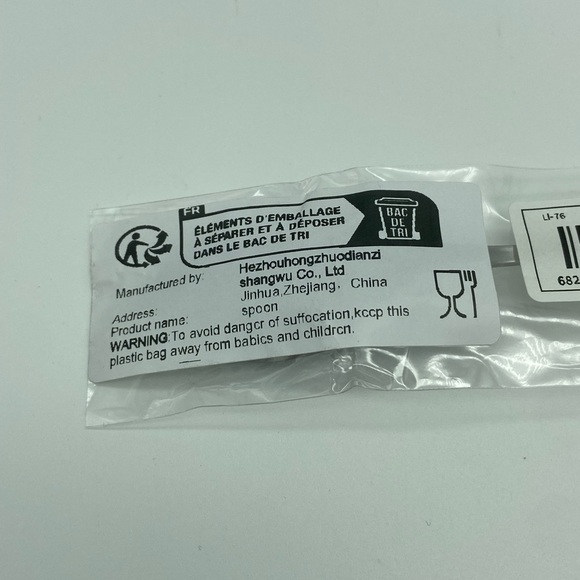 FR
ÉLÉMENTS D'EMBALLAGE
À SÉPARER ET À DÉPOSER
DANS LE BAC DE TRI
BAC
DE
TRI
Manufactured by: Hezhouhongzhuodianzi
shangwu Co., Ltd
Address: Jinhua,Zhejiang, China
Product name: spoon
WARNING:To avoid dangcr of suffocation,kccp this
plastic bag away from babics and childrcn.
LI-76
682